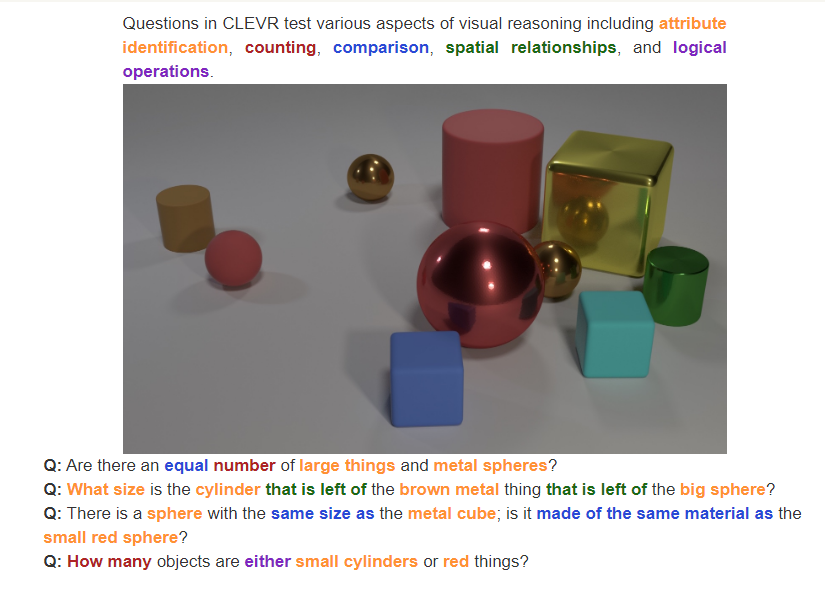 Questions in CLEVR test various aspects of visual reasoning including attribute
identification, counting, comparison, spatial relationships, and logical
operations.
Q: Are there an equal number of large things and metal spheres?
Q: What size is the cylinder that is left of the brown metal thing that is left of the big sphere?
Q: There is a sphere with the same size as the metal cube; is it made of the same material as the
small red sphere?
Q: How many objects are either small cylinders or red things?